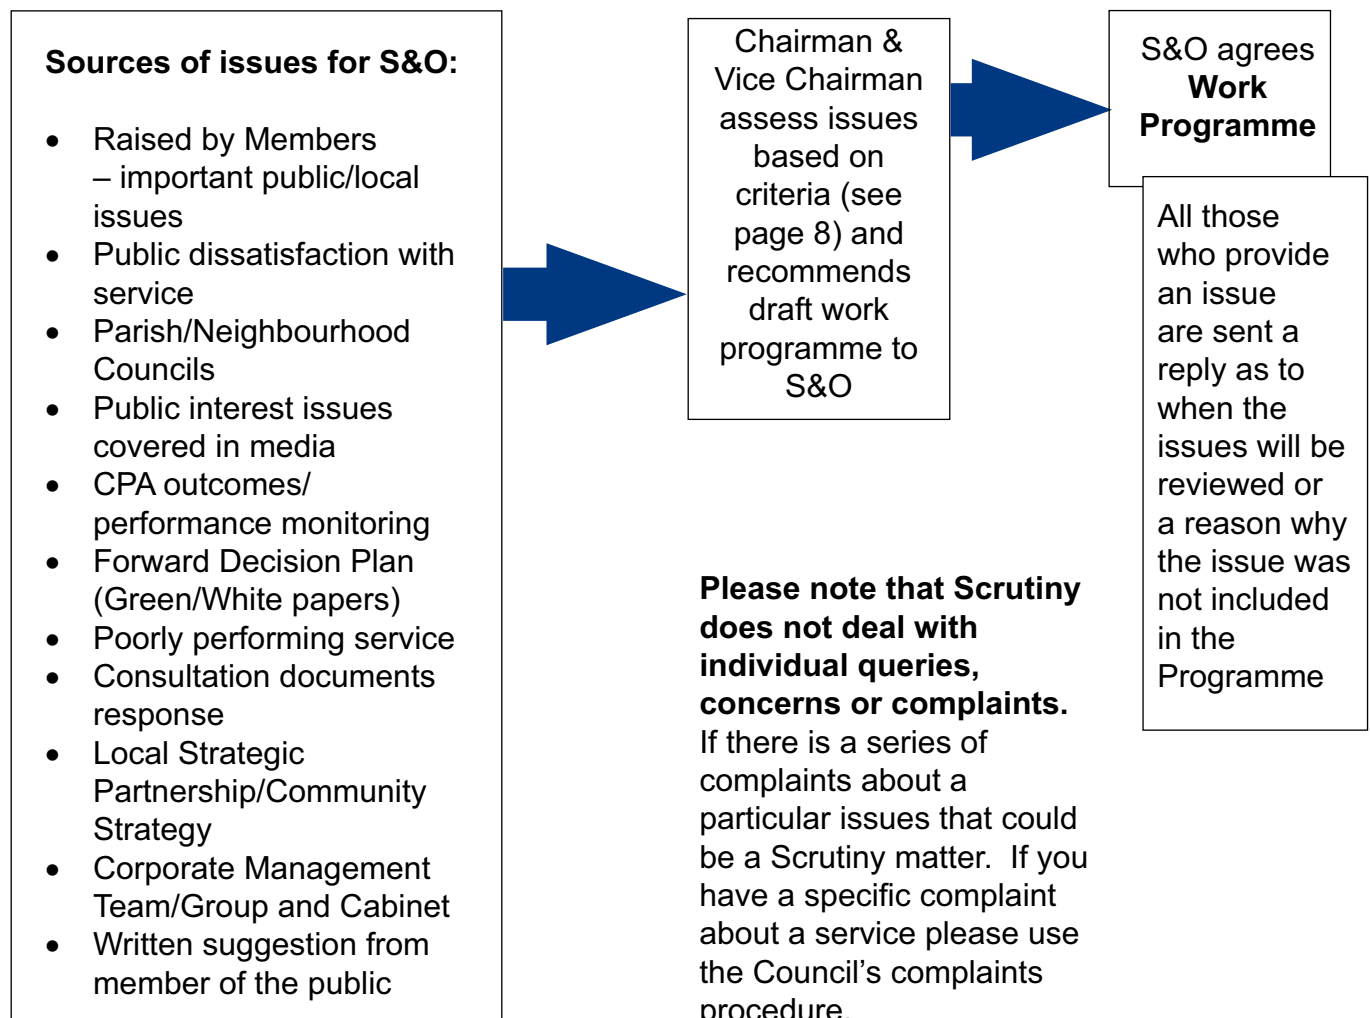 Sources of issues for S&O:
• Raised by Members
– important public/local
issues
• Public dissatisfaction with
service
• Parish/Neighbourhood
Councils
• Public interest issues
covered in media
• CPA outcomes/
performance monitoring
• Forward Decision Plan
(Green/White papers)
• Poorly performing service
• Consultation documents
response
• Local Strategic
Partnership/Community
Strategy
• Corporate Management
Team/Group and Cabinet
• Written suggestion from
member of the public
Chairman &
Vice Chairman
assess issues
based on
criteria (see
page 8) and
recommends
draft work
programme to
S&O
S&O agrees
Work
Programme
All those
who provide
an issue
are sent a
reply as to
when the
issues will be
reviewed or
a reason why
the issue was
not included
in the
Programme
Please note that Scrutiny
does not deal with
individual queries,
concerns or complaints.
If there is a series of
complaints about a
particular issues that could
be a Scrutiny matter.  If you
have a specific complaint
about a service please use
the Council’s complaints
procedure.